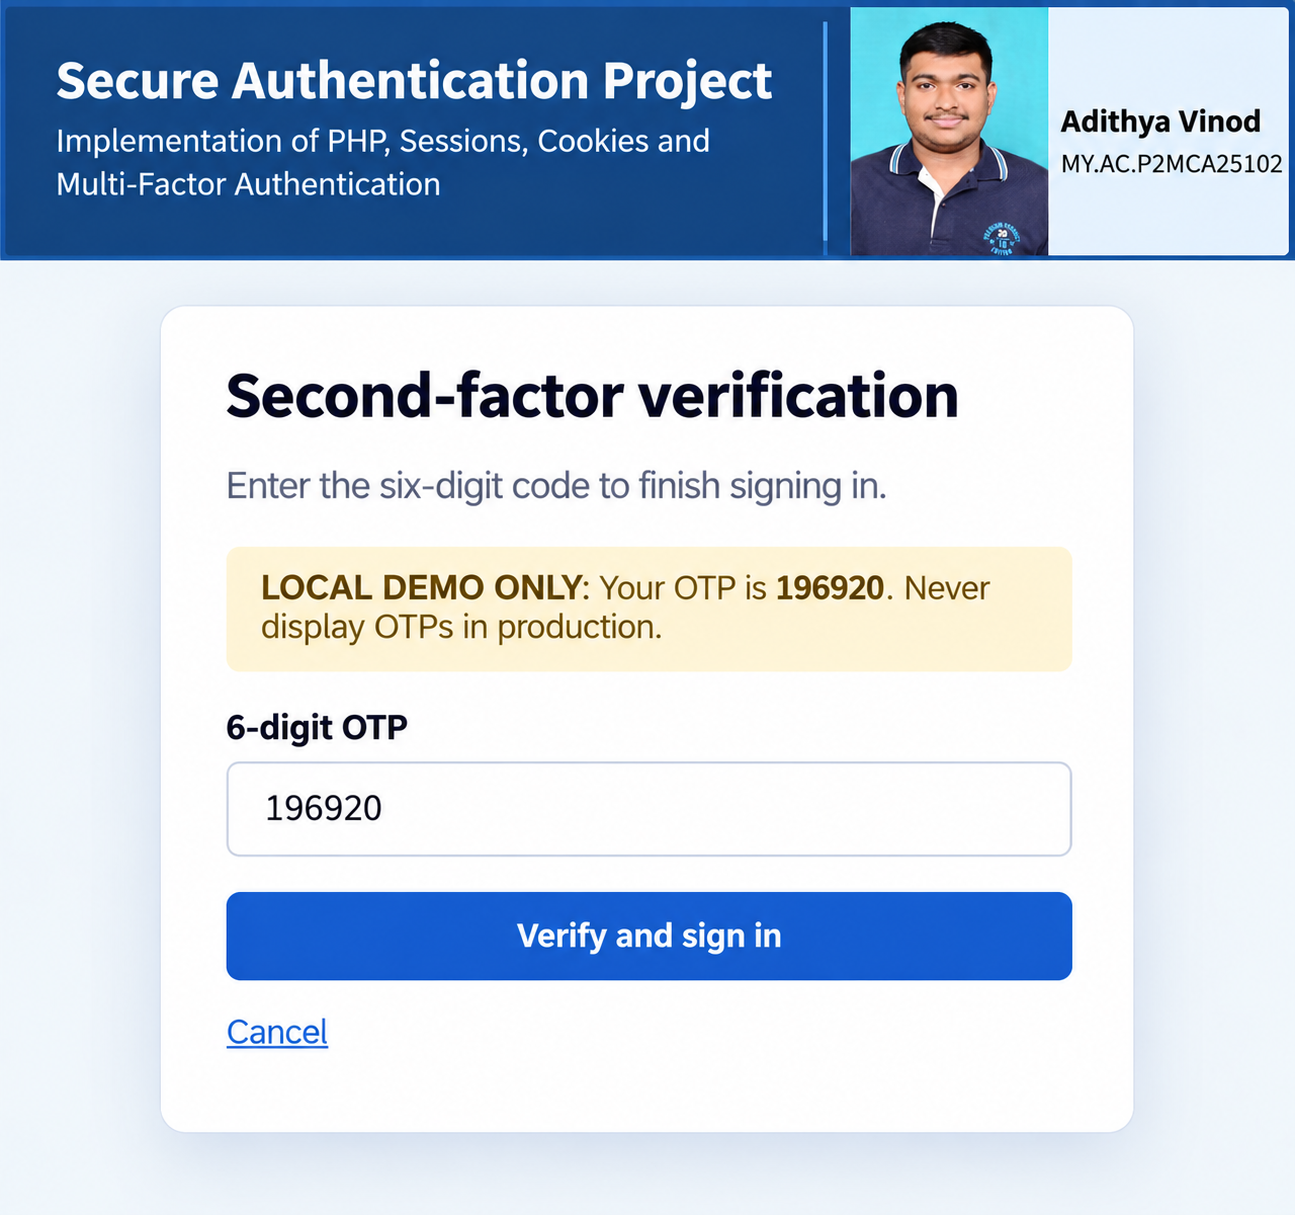 Secure Authentication Project
Implementation of PHP, Sessions, Cookies and
Multi-Factor Authentication
Adithya Vinod
MY.AC.P2MCA25102
Second-factor verification
Enter the six-digit code to finish signing in.
LOCAL DEMO ONLY: Your OTP is 196920. Never
display OTPs in production.
6-digit OTP
196920
Verify and sign in
Cancel